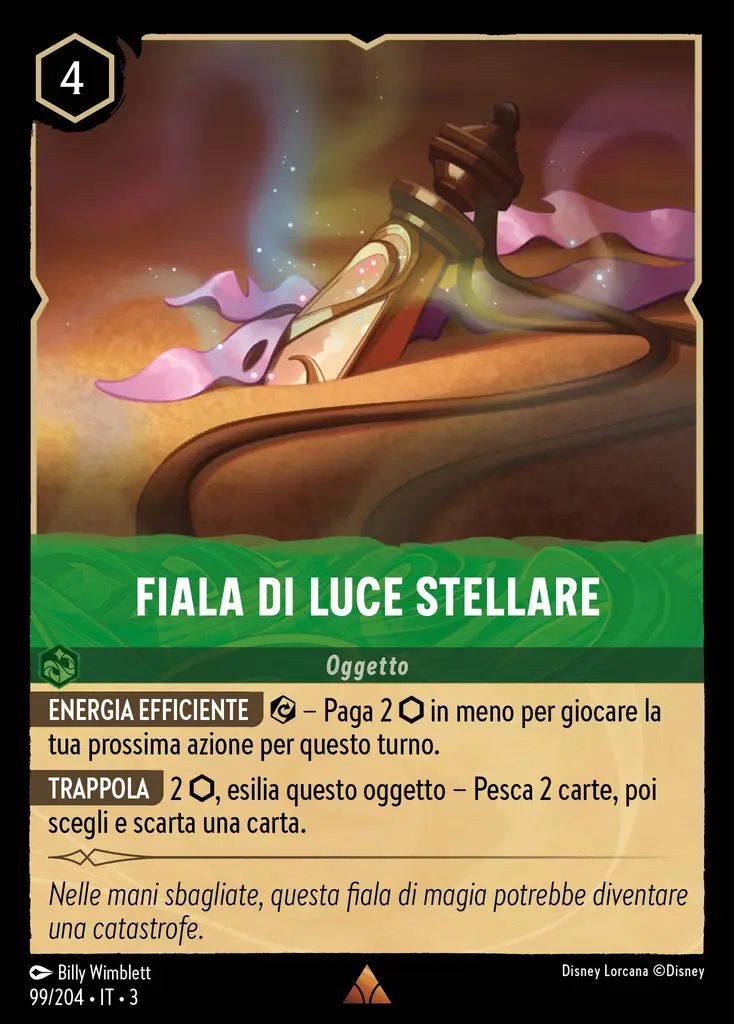 4
FIALA DI LUCE STELLARE
Oggetto
ENERGIA EFFICIENTE – Paga 2 in meno per giocare la
tua prossima azione per questo turno.
TRAPPOLA 2 , esilia questo oggetto – Pesca 2 carte, poi
scegli e scarta una carta.
Nelle mani sbagliate, questa fiala di magia potrebbe diventare
una catastrofe.
Billy Wimblett
Disney Lorcana ©Disney
99/204 • IT • 3